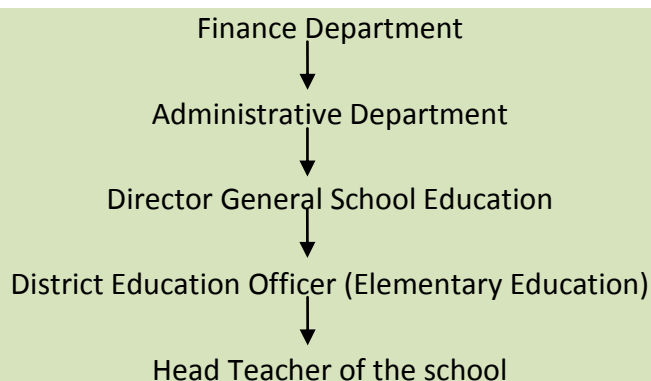 Finance Department
Administrative Department
Director General School Education
District Education Officer (Elementary Education)
Head Teacher of the school